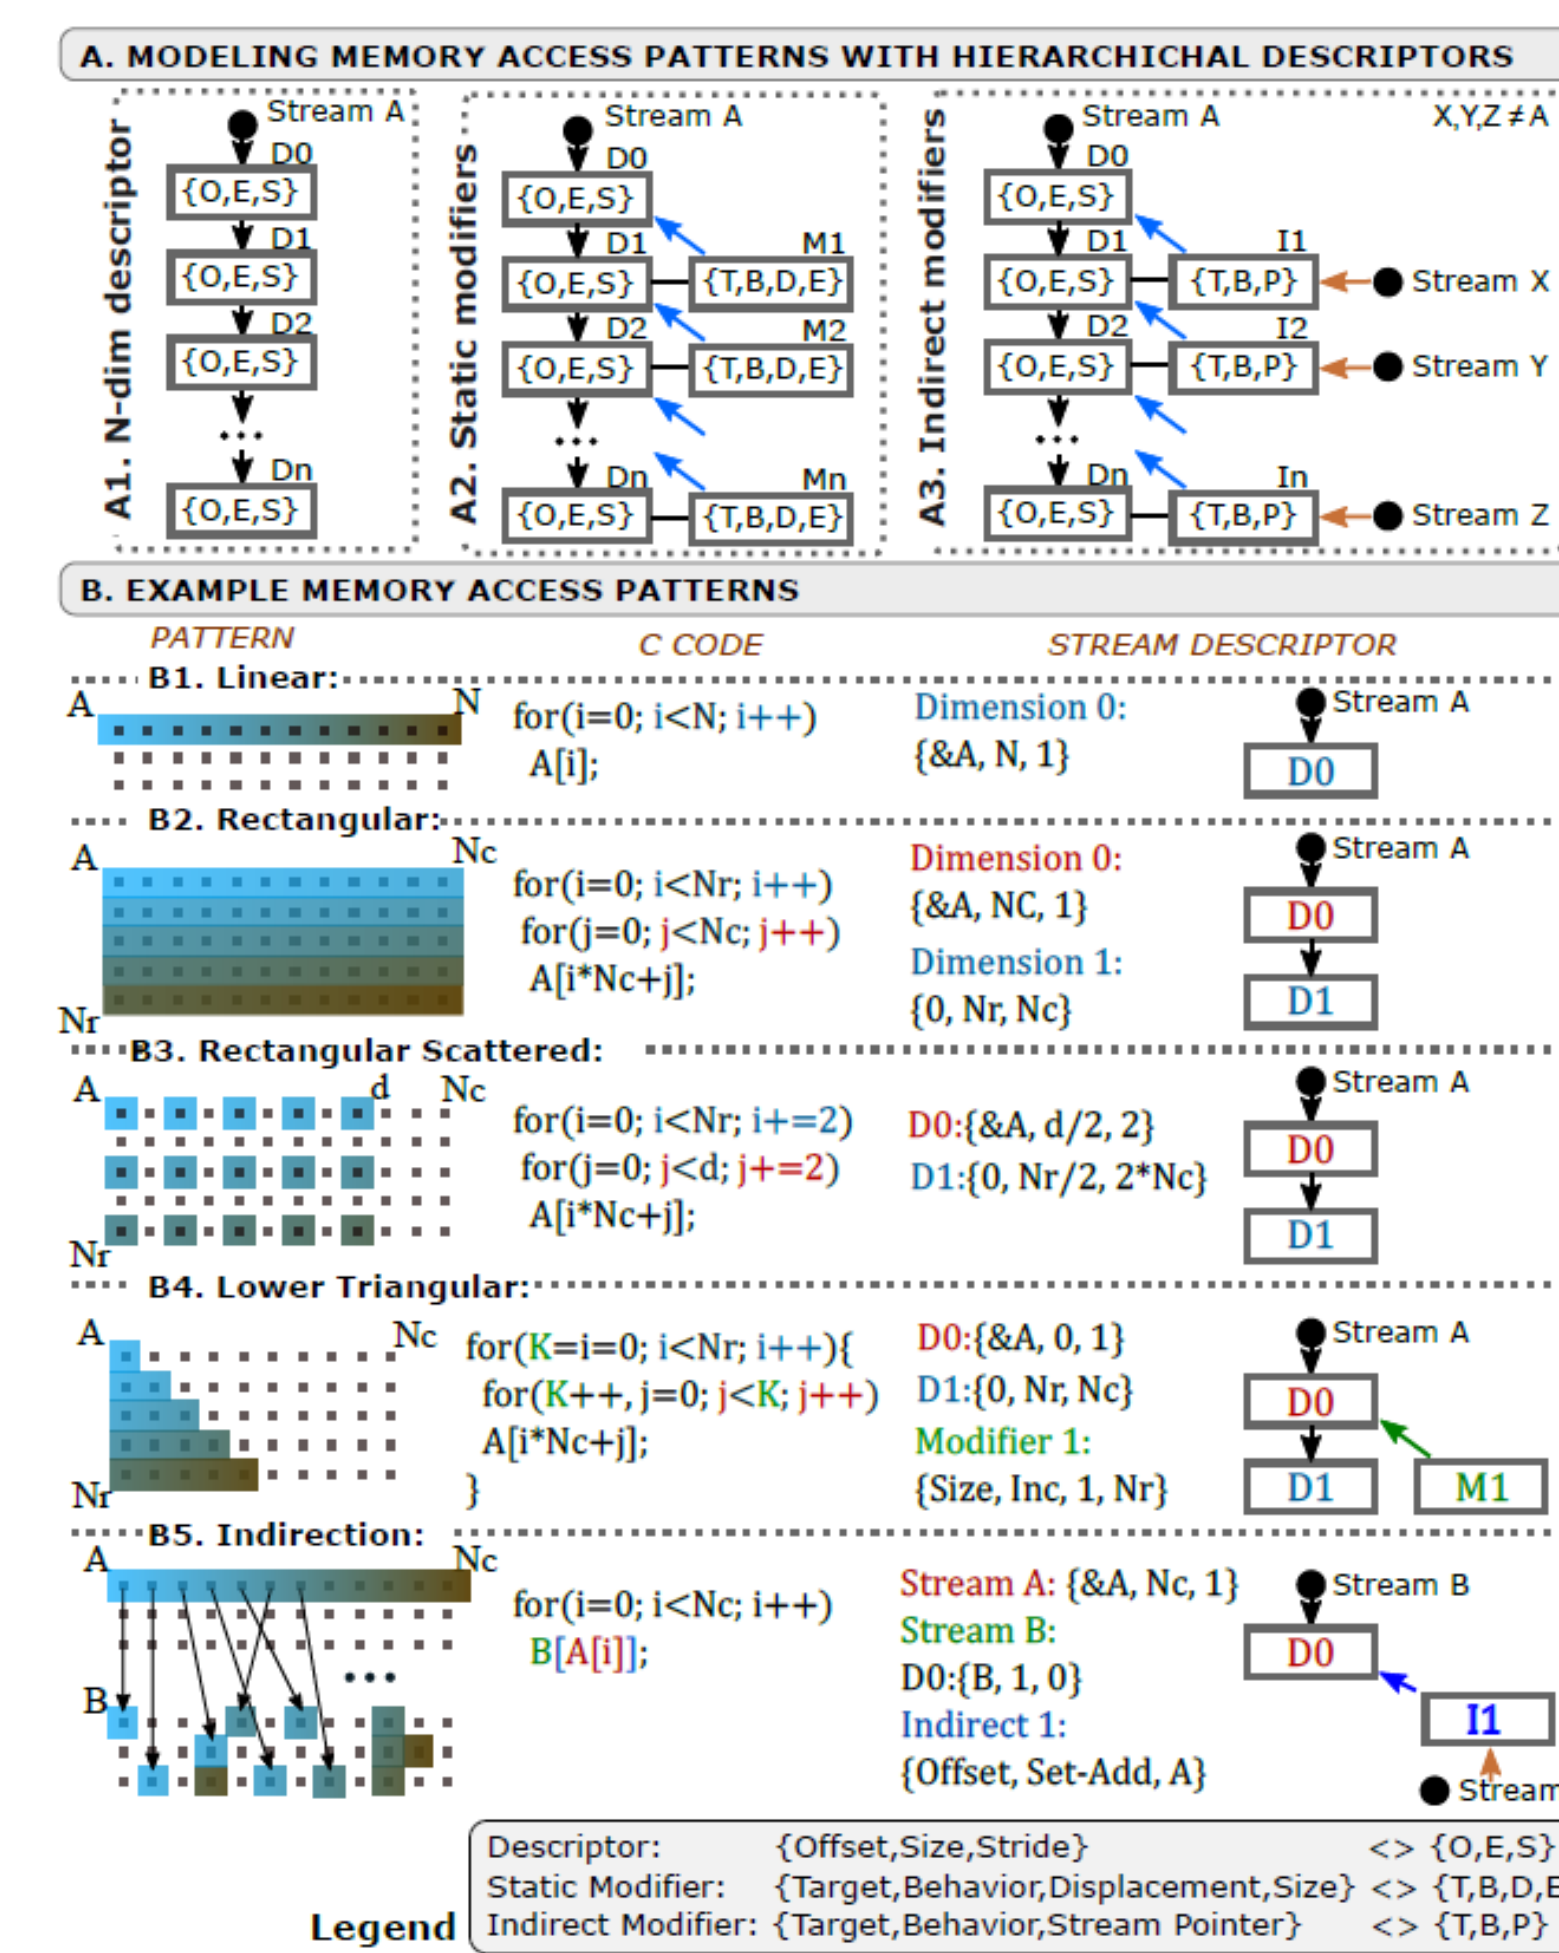 A. MODELING MEMORY ACCESS PATTERNS WITH HIERARCHICHAL DESCRIPTORS
A1. N-dim descriptor
Stream A
D0
{O,E,S}
D1
{O,E,S}
D2
{O,E,S}
...
Dn
{O,E,S}
A2. Static modifiers
Stream A
D0
{O,E,S}
D1 M1
{O,E,S} {T,B,D,E}
D2 M2
{O,E,S} {T,B,D,E}
...
Dn Mn
{O,E,S} {T,B,D,E}
A3. Indirect modifiers
Stream A X,Y,Z ≠ A
D0
{O,E,S}
D1 I1
{O,E,S} {T,B,P} Stream X
D2 I2
{O,E,S} {T,B,P} Stream Y
...
Dn In
{O,E,S} {T,B,P} Stream Z
B. EXAMPLE MEMORY ACCESS PATTERNS
PATTERN C CODE STREAM DESCRIPTOR
B1. Linear:
A N
for(i=0; i<N; i++)
A[i];
Dimension 0:
{&A, N, 1}
Stream A
D0
B2. Rectangular:
A Nc
Nr
for(i=0; i<Nr; i++)
for(j=0; j<Nc; j++)
A[i*Nc+j];
Dimension 0:
{&A, NC, 1}
Dimension 1:
{0, Nr, Nc}
Stream A
D0
D1
B3. Rectangular Scattered:
A d Nc
Nr
for(i=0; i<Nr; i+=2)
for(j=0; j<d; j+=2)
A[i*Nc+j];
D0:{&A, d/2, 2}
D1:{0, Nr/2, 2*Nc}
Stream A
D0
D1
B4. Lower Triangular:
A Nc
Nr
for(K=i=0; i<Nr; i++){
for(K++, j=0; j<K; j++)
A[i*Nc+j];
}
D0:{&A, 0, 1}
D1:{0, Nr, Nc}
Modifier 1:
{Size, Inc, 1, Nr}
Stream A
D0
D1 M1
B5. Indirection:
A Nc
...
B
for(i=0; i<Nc; i++)
B[A[i]];
Stream A: {&A, Nc, 1}
Stream B:
D0:{B, 1, 0}
Indirect 1:
{Offset, Set-Add, A}
Stream B
D0
I1
Stream
Legend
Descriptor: {Offset,Size,Stride} <> {O,E,S}
Static Modifier: {Target,Behavior,Displacement,Size} <> {T,B,D,E
Indirect Modifier: {Target,Behavior,Stream Pointer} <> {T,B,P}